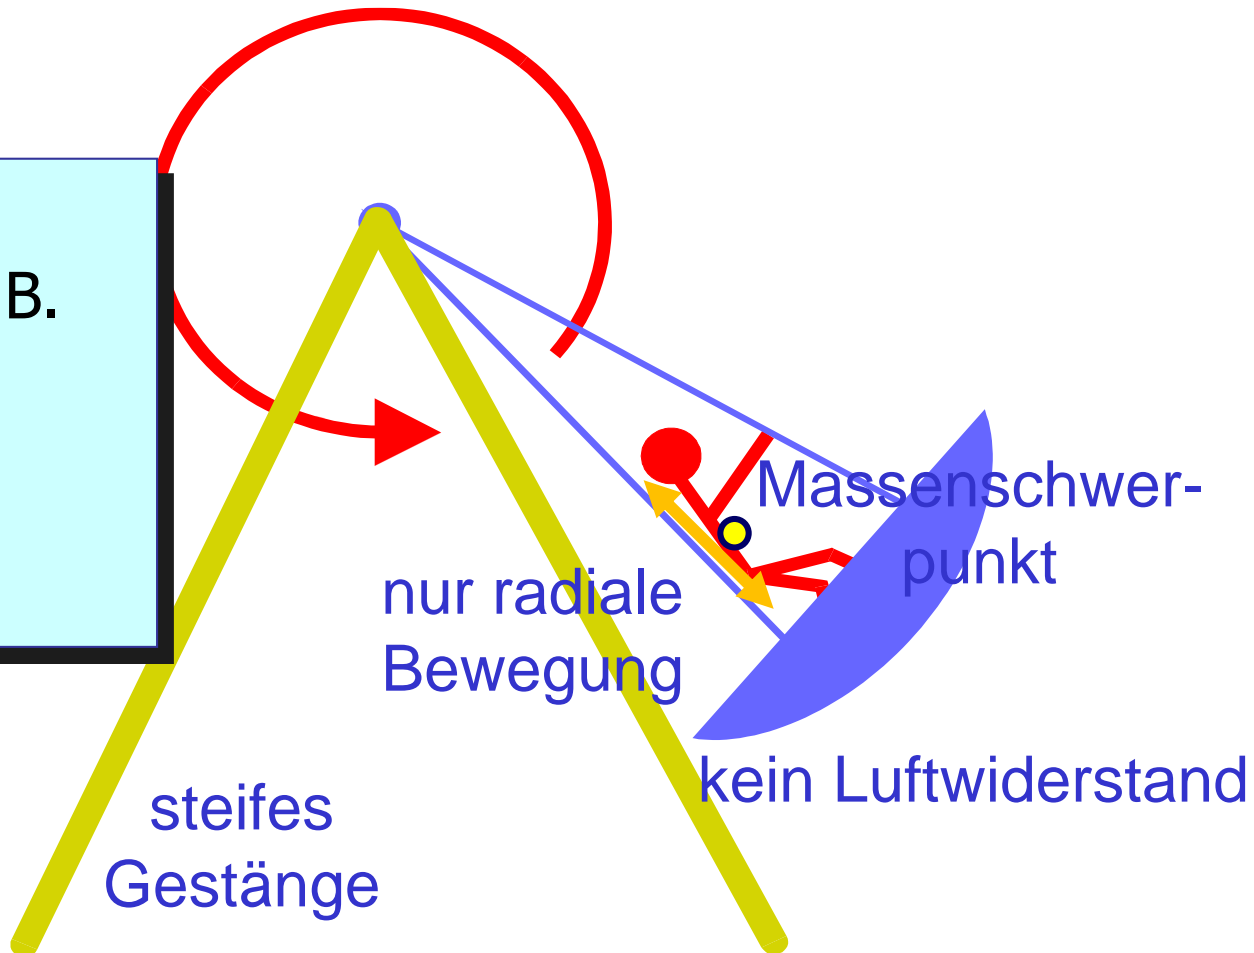 B.
Massenschwer-
punkt
nur radiale
Bewegung
kein Luftwiderstand
steifes
Gestänge